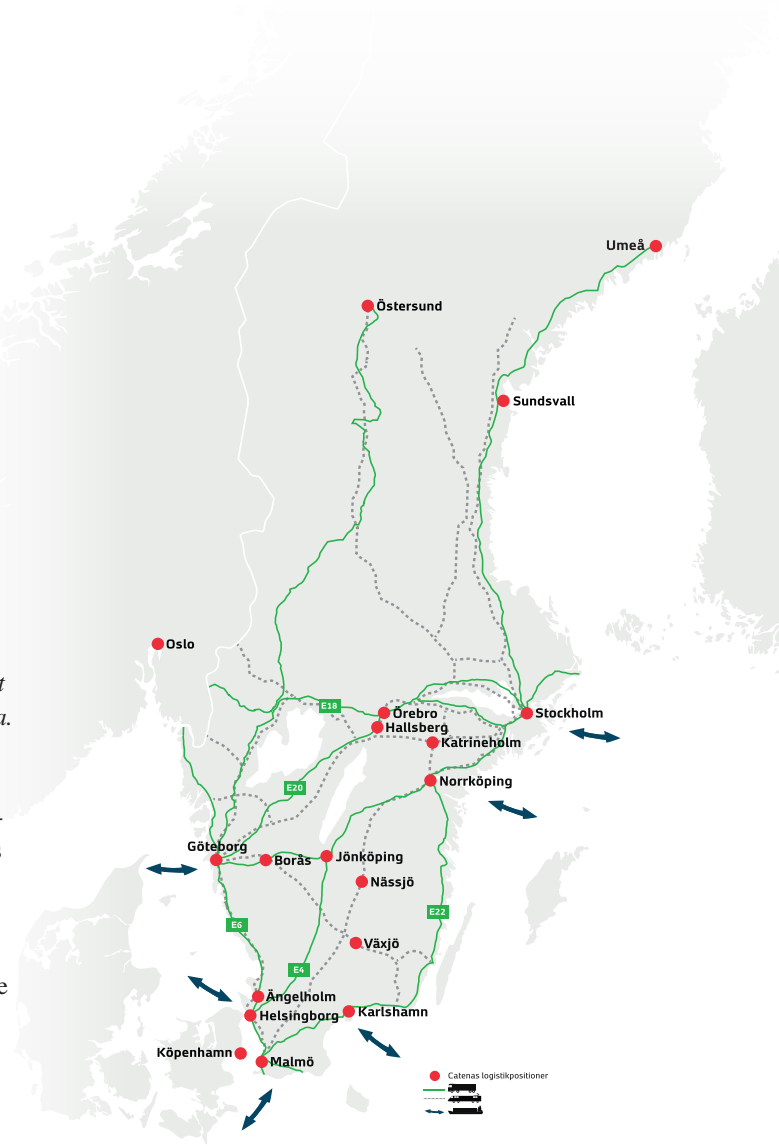 Umeå
Östersund
Sundsvall
Oslo
t
a.
E18
Örebro
Stockholm
Hallsberg
Katrineholm
Norrköping
E20
-
s
Göteborg
Borås
Jönköping
Nässjö
E22
E6
Växjö
E4
e
Ängelholm
Helsingborg
Karlshamn
Köpenhamn
Malmö
Catenas logistikpositioner